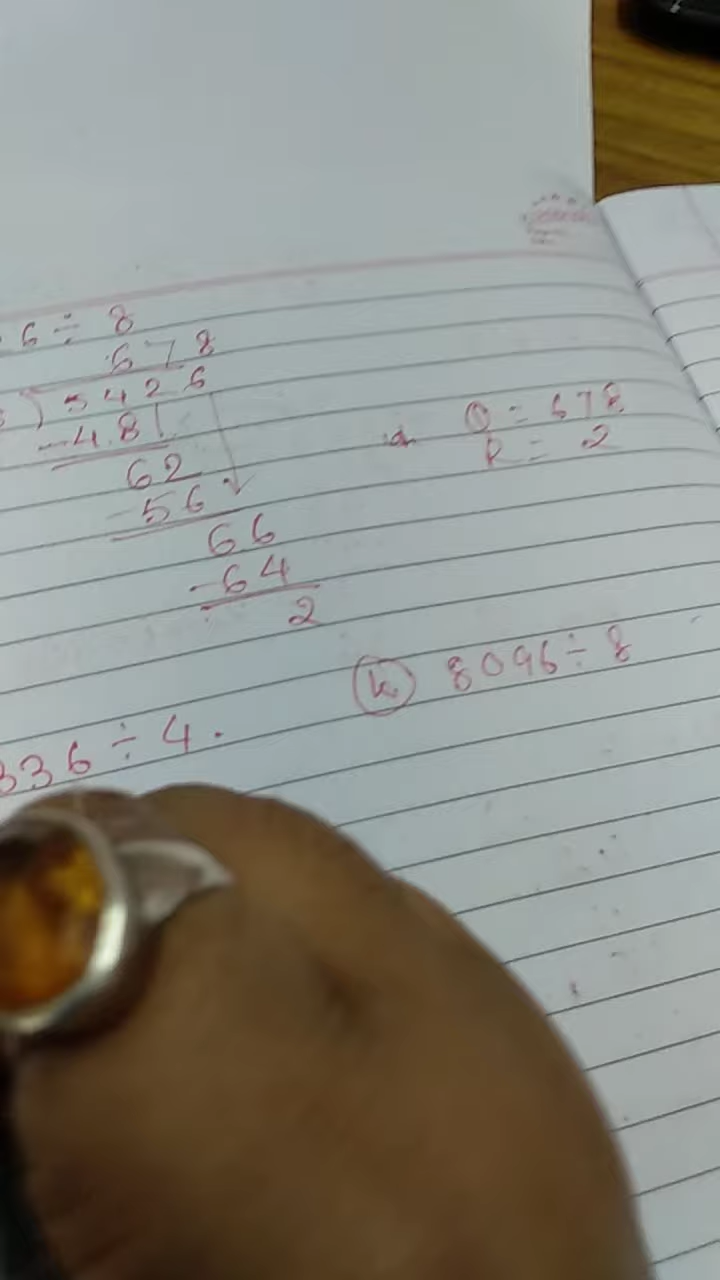 6 ÷ 8
678
) 5426
-48
62
-56
66
-64
2
Q = 678
R = 2
336 ÷ 4.
(k) 8096 ÷ 8